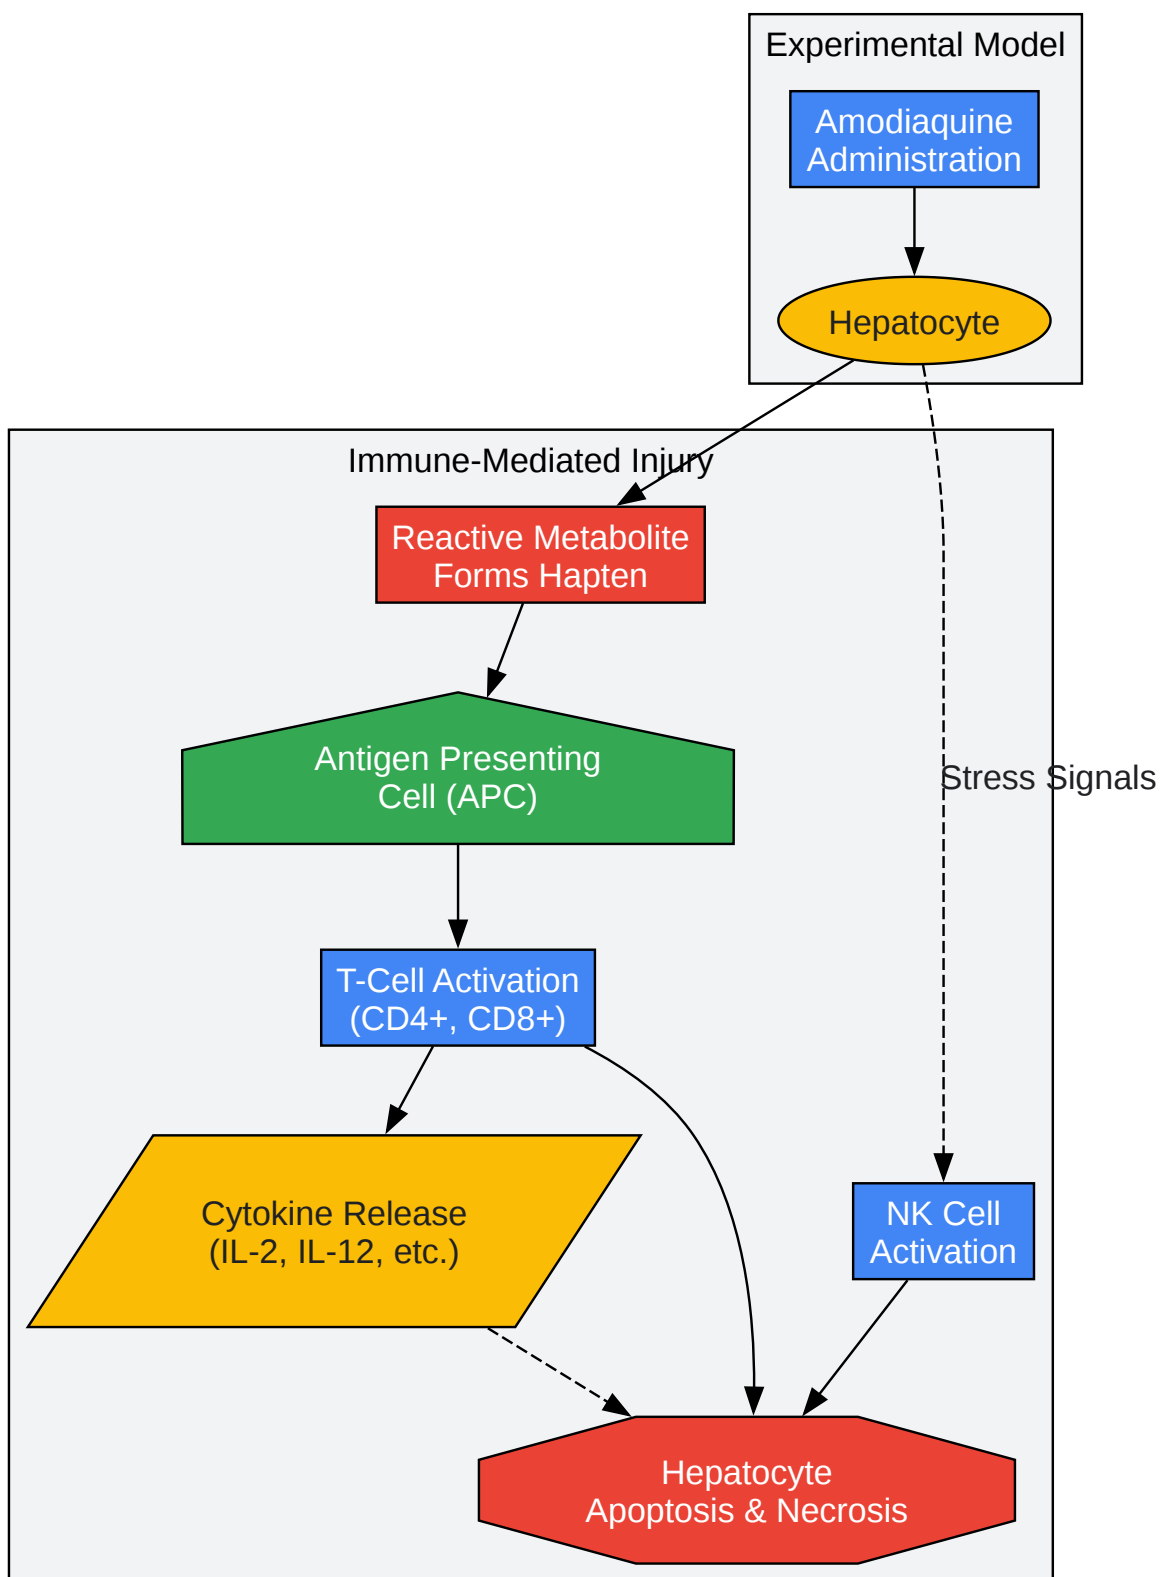 Experimental Model
Amodiaquine
Administration
Hepatocyte
Immune-Mediated Injury
Reactive Metabolite
Forms Hapten
Antigen Presenting
Cell (APC)
Stress Signals
T-Cell Activation
(CD4+, CD8+)
Cytokine Release
(IL-2, IL-12, etc.)
NK Cell
Activation
Hepatocyte
Apoptosis & Necrosis